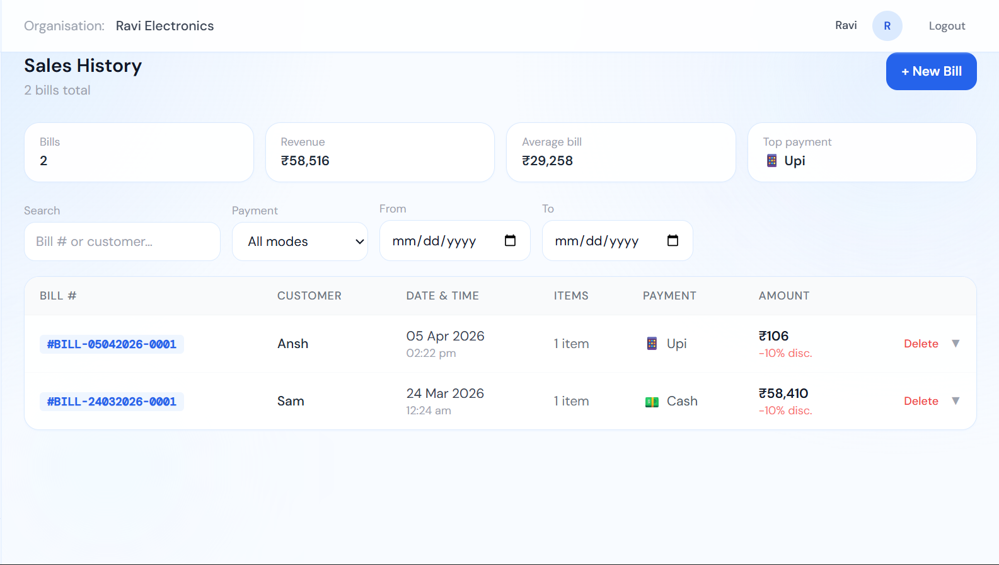 Organisation: Ravi Electronics
Ravi R Logout
Sales History
2 bills total
+ New Bill
Bills
2
Revenue
₹58,516
Average bill
₹29,258
Top payment
Upi
Search
Bill # or customer...
Payment
All modes
From
mm/dd/yyyy
To
mm/dd/yyyy
BILL # CUSTOMER DATE & TIME ITEMS PAYMENT AMOUNT
#BILL-05042026-0001 Ansh 05 Apr 2026 1 item Upi ₹106 Delete ▼
02:22 pm -10% disc.
#BILL-24032026-0001 Sam 24 Mar 2026 1 item Cash ₹58,410 Delete ▼
12:24 am -10% disc.